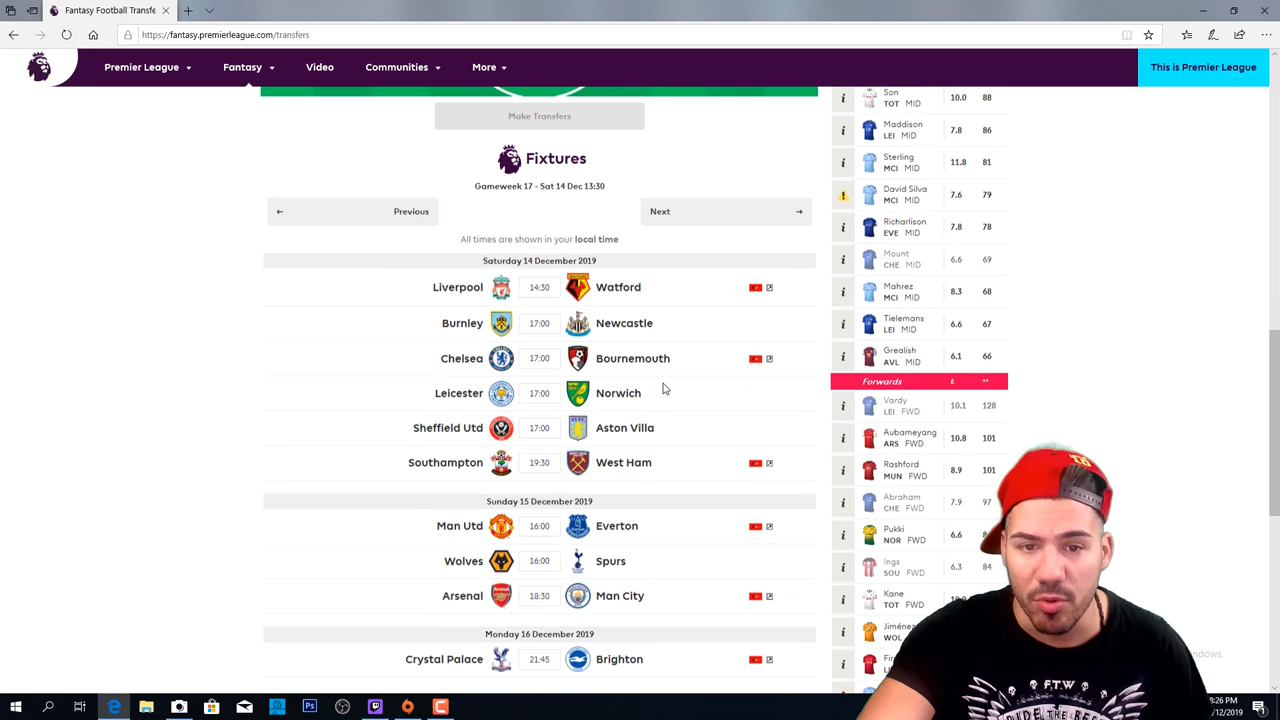 Fantasy Football Transfe
https://fantasy.premierleague.com/transfers
Premier League Fantasy Video Communities More This is Premier League
Make Transfers
Fixtures
Gameweek 17 - Sat 14 Dec 13:30
Previous Next
All times are shown in your local time
Saturday 14 December 2019
Liverpool 14:30 Watford
Burnley 17:00 Newcastle
Chelsea 17:00 Bournemouth
Leicester 17:00 Norwich
Sheffield Utd 17:00 Aston Villa
Southampton 19:30 West Ham
Sunday 15 December 2019
Man Utd 16:00 Everton
Wolves 16:00 Spurs
Arsenal 18:30 Man City
Monday 16 December 2019
Crystal Palace 21:45 Brighton
Son 10.0 88
TOT MID
Maddison 7.8 86
LEI MID
Sterling 11.8 81
MCI MID
David Silva 7.6 79
MCI MID
Richarlison 7.8 78
EVE MID
Mount 6.6 69
CHE MID
Mahrez 8.3 68
MCI MID
Tielemans 6.6 67
LEI MID
Grealish 6.1 66
AVL MID
Forwards £ **
Vardy 10.1 128
LEI FWD
Aubameyang 10.8 101
ARS FWD
Rashford 8.9 101
MUN FWD
Abraham 7.9 97
CHE FWD
Pukki 6.6
NOR FWD
Ings 6.3 84
SOU FWD
Kane
TOT FWD
Jiménez
WOL
F.T.W
RIDE THE